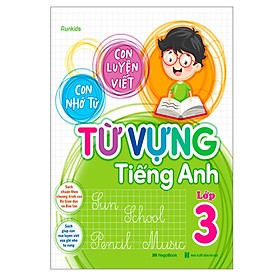 Runkids
CON LUYỆN VIẾT
CON NHỚ TỪ
TỪ VỰNG
Tiếng Anh
Lớp 3
Sun School
Pencil Music
MegaBook